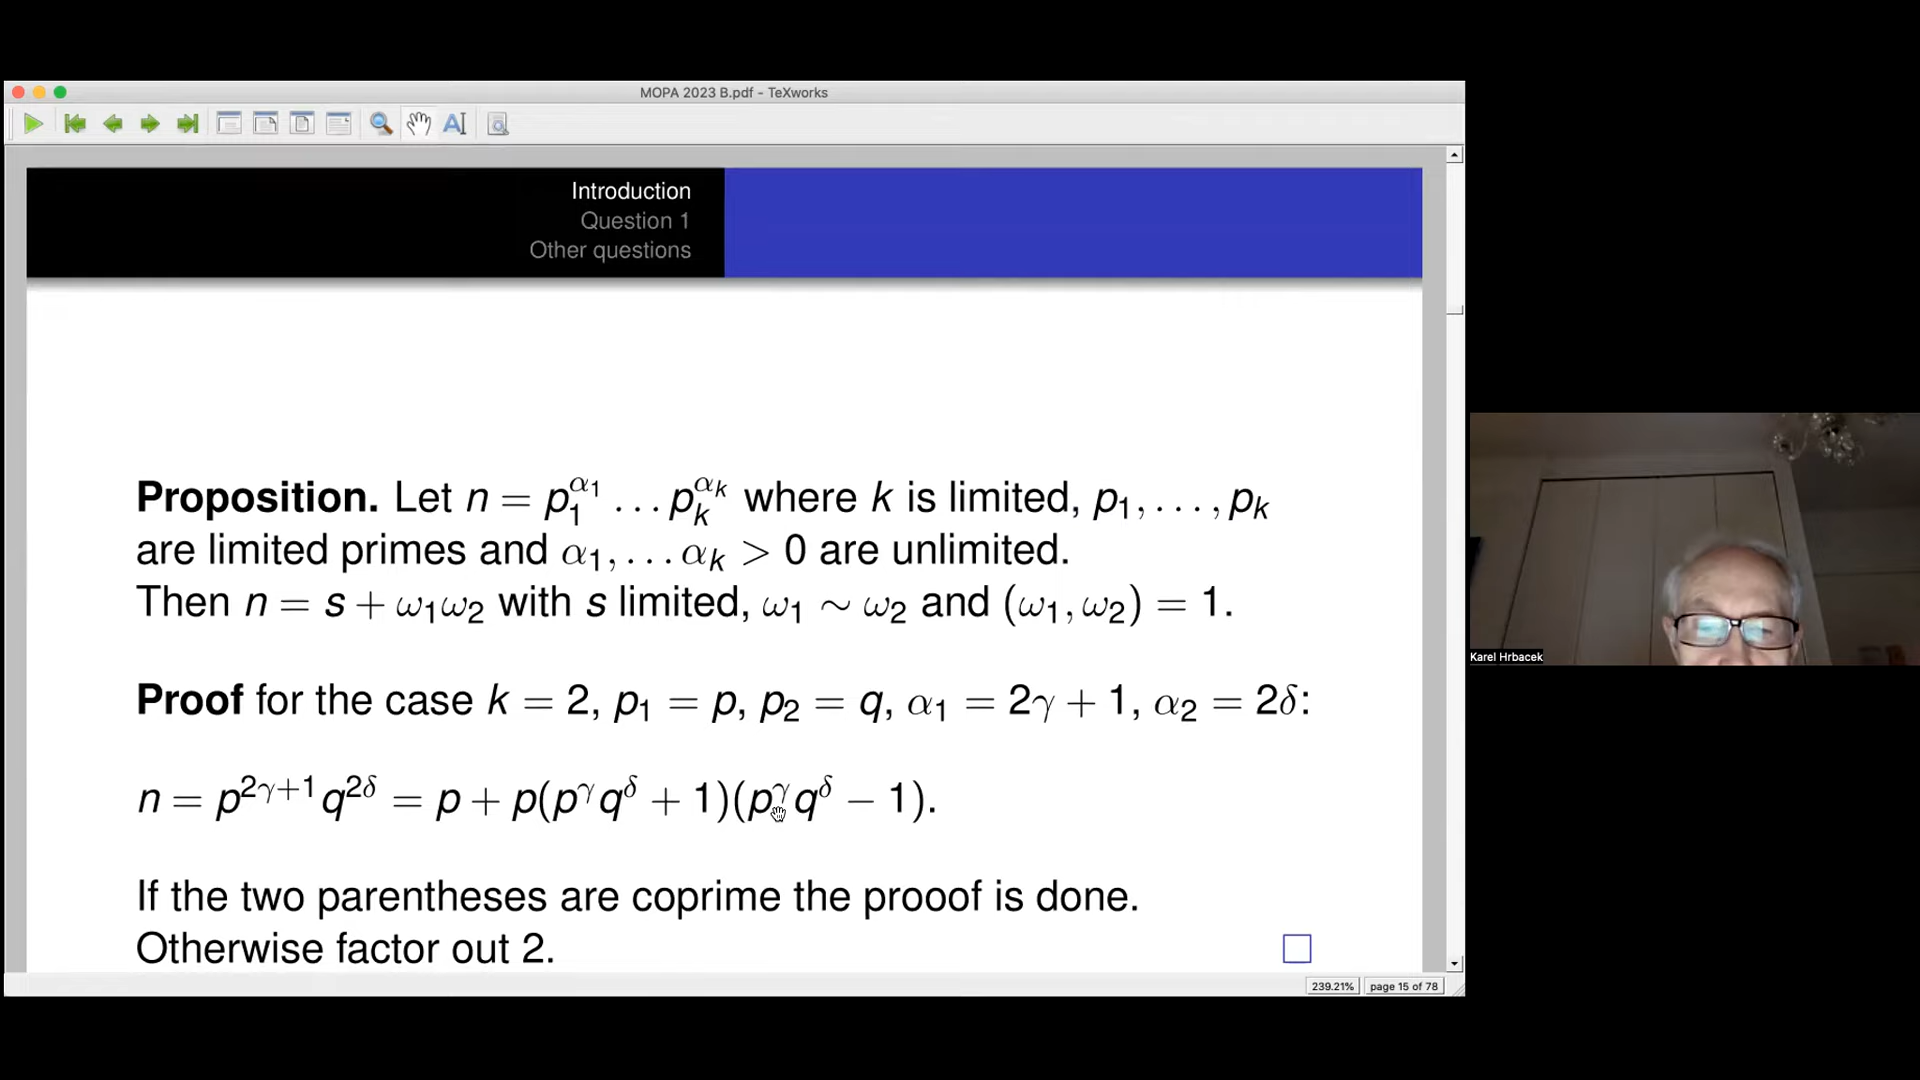 MOPA 2023 B.pdf - TeXworks
Introduction
Question 1
Other questions
Proposition. Let n = p₁^{α₁} … p_k^{α_k} where k is limited, p₁, …, p_k
are limited primes and α₁, … α_k > 0 are unlimited.
Then n = s + ω₁ω₂ with s limited, ω₁ ∼ ω₂ and (ω₁, ω₂) = 1.
Proof for the case k = 2, p₁ = p, p₂ = q, α₁ = 2γ + 1, α₂ = 2δ:
n = p^{2γ+1}q^{2δ} = p + p(p^γq^δ + 1)(p^γq^δ − 1).
If the two parentheses are coprime the prooof is done.
Otherwise factor out 2.
239.21%
page 15 of 78
Karel Hrbacek